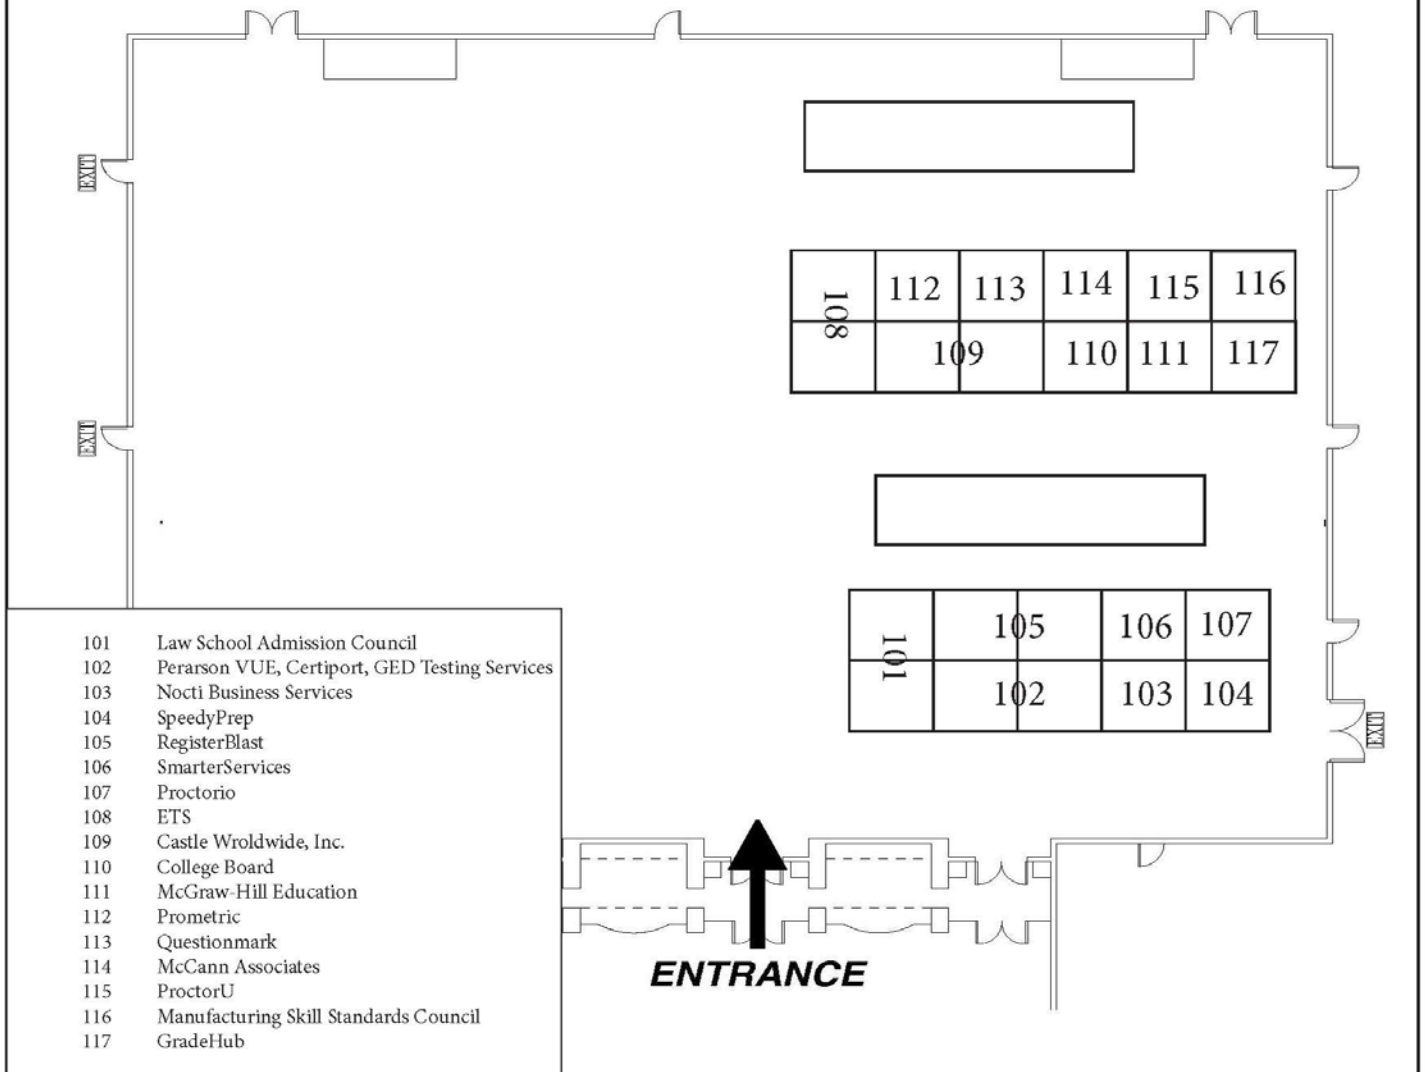 EXIT
108
112
113
114
115
116
109
110
111
117
EXIT
101
105
106
107
102
103
104
EXIT
101 Law School Admission Council
102 Perarson VUE, Certiport, GED Testing Services
103 Nocti Business Services
104 SpeedyPrep
105 RegisterBlast
106 SmarterServices
107 Proctorio
108 ETS
109 Castle Wroldwide, Inc.
110 College Board
111 McGraw-Hill Education
112 Prometric
113 Questionmark
114 McCann Associates
115 ProctorU
116 Manufacturing Skill Standards Council
117 GradeHub
ENTRANCE